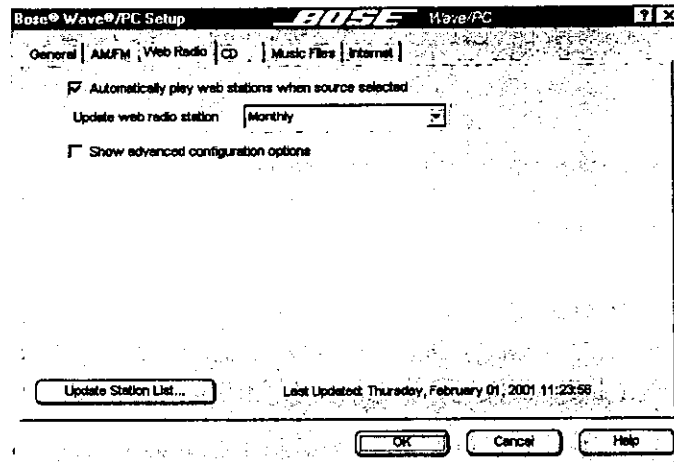 Bose® Wave®/PC Setup BOSE Wave/PC ? X
General AM/FM Web Radio CD Music Files Internet
Automatically play web stations when source selected
Update web radio station Monthly
Show advanced configuration options
Update Station List... Last Updated: Thursday, February 01, 2001 11:23:56
OK Cancel Help